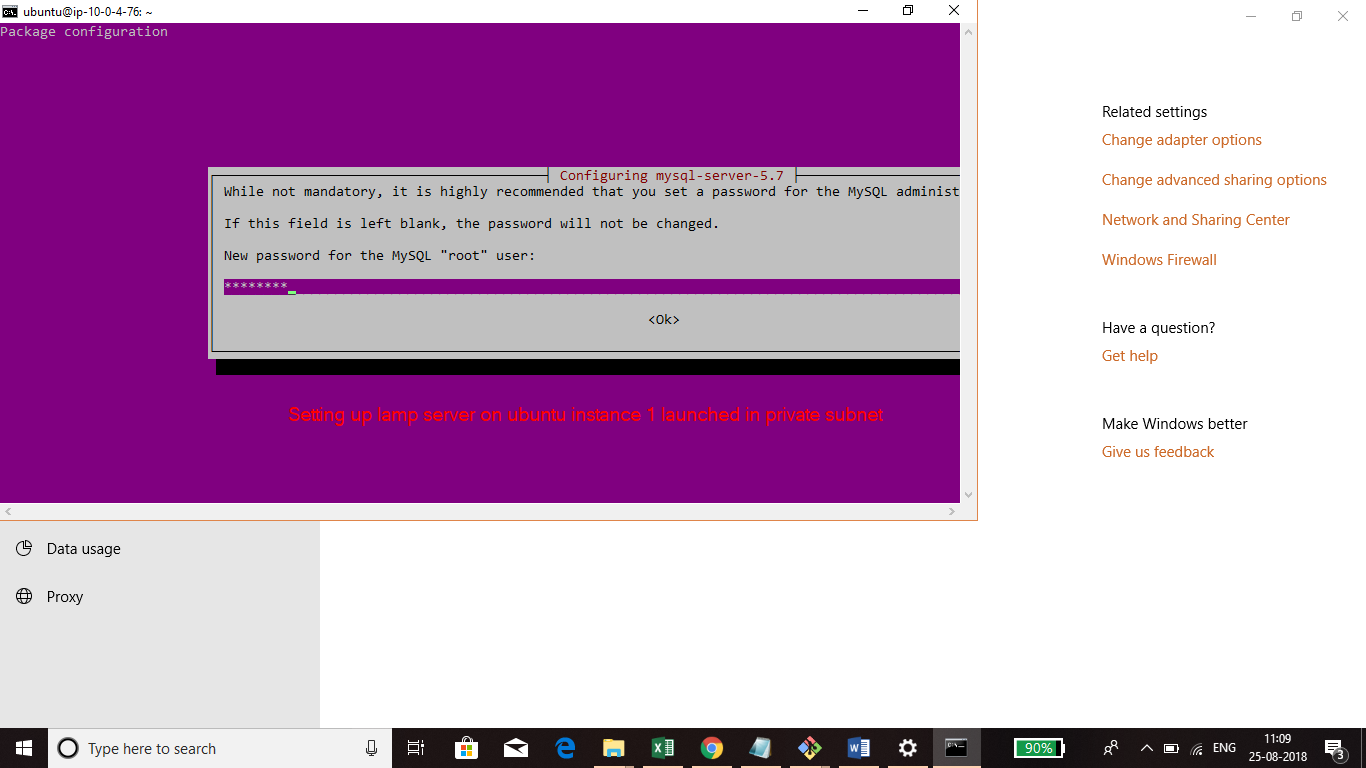 ubuntu@ip-10-0-4-76: ~
Package configuration
Configuring mysql-server-5.7
While not mandatory, it is highly recommended that you set a password for the MySQL administ
If this field is left blank, the password will not be changed.
New password for the MySQL "root" user:
********_
<Ok>
Setting up lamp server on ubuntu instance 1 launched in private subnet
Related settings
Change adapter options
Change advanced sharing options
Network and Sharing Center
Windows Firewall
Have a question?
Get help
Make Windows better
Give us feedback
Data usage
Proxy
Type here to search
90%
ENG
11:09
25-08-2018
3